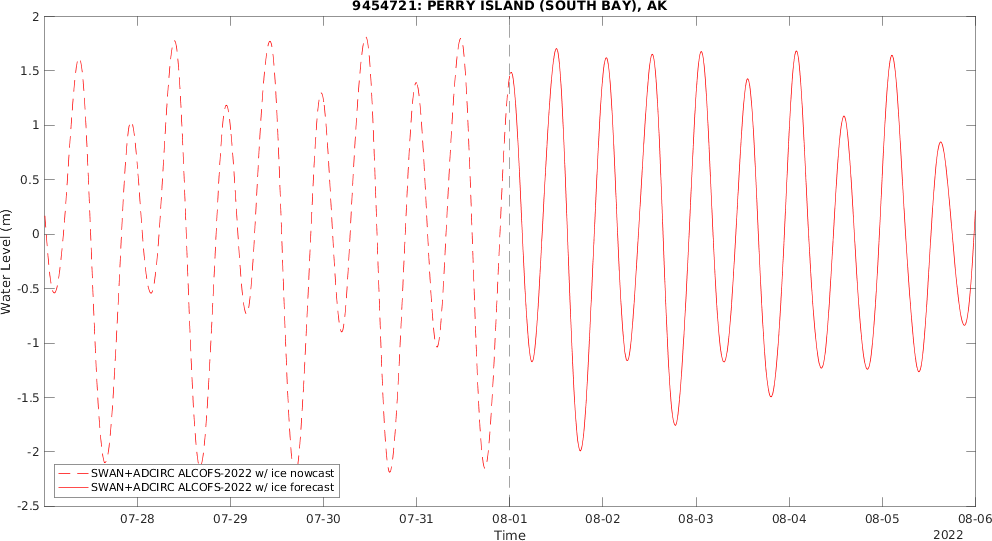 9454721: PERRY ISLAND (SOUTH BAY), AK
2
1.5
1
0.5
0
-0.5
-1
-1.5
-2
-2.5
Water Level (m)
SWAN+ADCIRC ALCOFS-2022 w/ ice nowcast
SWAN+ADCIRC ALCOFS-2022 w/ ice forecast
07-28 07-29 07-30 07-31 08-01 08-02 08-03 08-04 08-05 08-06
Time
2022